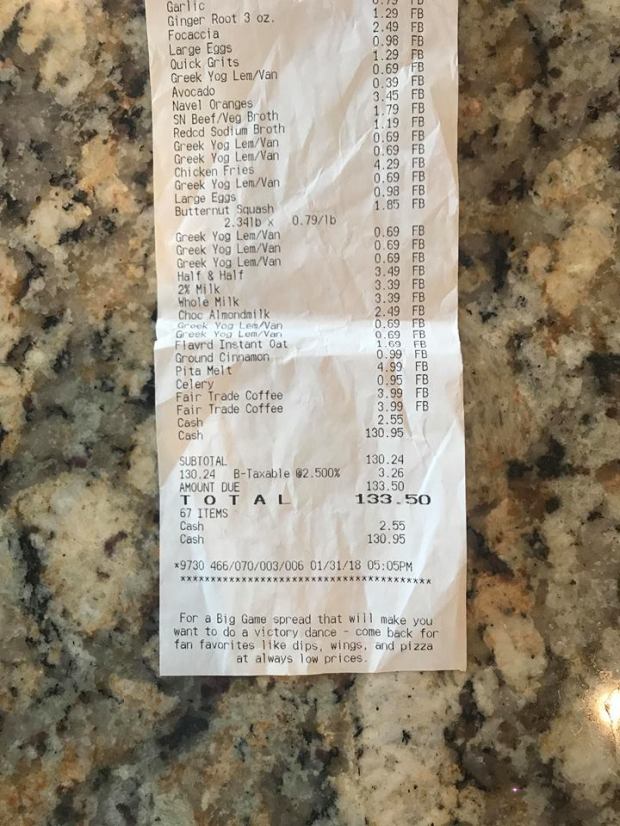 Garlic 0.79 FB
Ginger Root 3 oz. 1.29 FB
Focaccia 2.49 FB
Large Eggs 0.98 FB
Quick Grits 1.29 FB
Greek Yog Lem/Van 0.69 FB
Avocado 0.39 FB
Navel Oranges 3.45 FB
SN Beef/Veg Broth 1.79 FB
Redcd Sodium Broth 1.19 FB
Greek Yog Lem/Van 0.69 FB
Greek Yog Lem/Van 0.69 FB
Chicken Fries 4.29 FB
Greek Yog Lem/Van 0.69 FB
Large Eggs 0.98 FB
Butternut Squash 1.85 FB
2.34lb x 0.79/lb
Greek Yog Lem/Van 0.69 FB
Greek Yog Lem/Van 0.69 FB
Greek Yog Lem/Van 0.69 FB
Half & Half 3.49 FB
2% Milk 3.39 FB
Whole Milk 3.39 FB
Choc Almondmilk 2.49 FB
Greek Yog Lem/Van 0.69 FB
Greek Yog Lem/Van 0.69 FB
Flavrd Instant Oat 1.69 FB
Ground Cinnamon 0.99 FB
Pita Melt 4.99 FB
Celery 0.95 FB
Fair Trade Coffee 3.99 FB
Fair Trade Coffee 3.99 FB
Cash 2.55
Cash 130.95
SUBTOTAL 130.24
130.24 B-Taxable @2.500% 3.26
AMOUNT DUE 133.50
TOTAL 133.50
67 ITEMS
Cash 2.55
Cash 130.95
*9730 466/070/003/006 01/31/18 05:05PM
****************************************
For a Big Game spread that will make you
want to do a victory dance - come back for
fan favorites like dips, wings, and pizza
at always low prices.